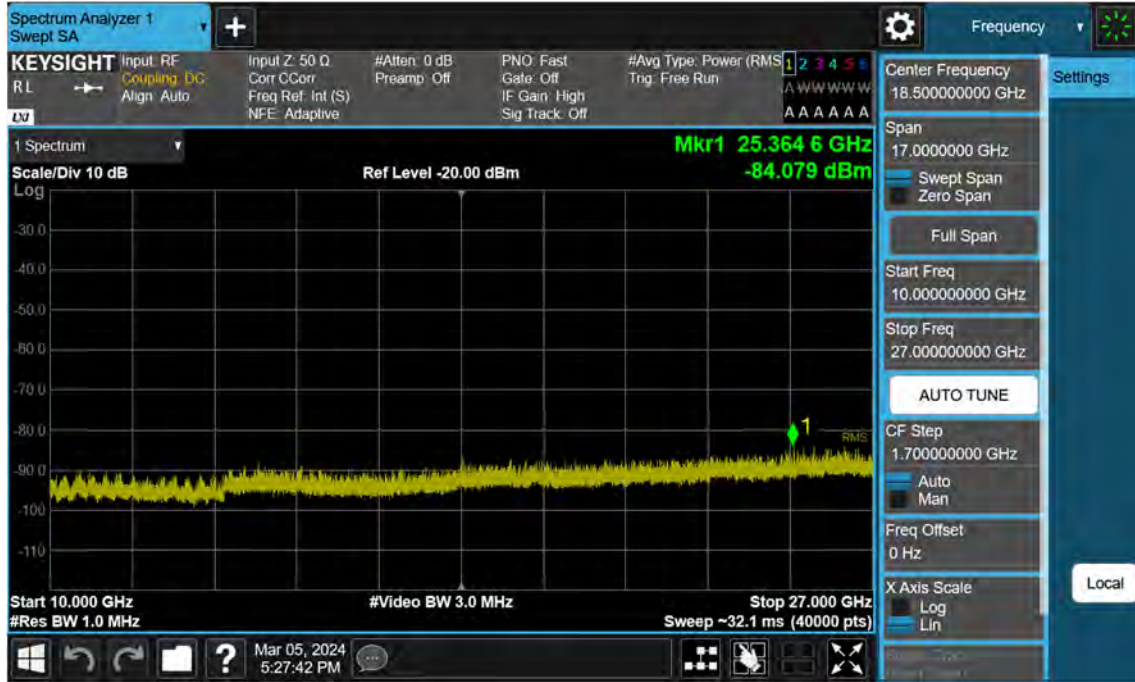 Spectrum Analyzer 1
Swept SA
Frequency
KEYSIGHT
Input: RF
Input Z: 50 Ω
#Atten: 0 dB
PNO: Fast
#Avg Type: Power (RMS
1 2 3 4 5 6
RL
Coupling: DC
Corr CCorr
Preamp: Off
Gate: Off
Trig: Free Run
A W W W W W
Align: Auto
Freq Ref: Int (S)
IF Gain: High
A A A A A A
LXI
NFE: Adaptive
Sig Track: Off
1 Spectrum
Mkr1 25.364 6 GHz
Scale/Div 10 dB
Ref Level -20.00 dBm
-84.079 dBm
Log
-30.0
-40.0
-50.0
-60.0
-70.0
-80.0
-90.0
-100
-110
1
RMS
Start 10.000 GHz
#Video BW 3.0 MHz
Stop 27.000 GHz
#Res BW 1.0 MHz
Sweep ~32.1 ms (40000 pts)
Center Frequency
18.500000000 GHz
Settings
Span
17.0000000 GHz
Swept Span
Zero Span
Full Span
Start Freq
10.000000000 GHz
Stop Freq
27.000000000 GHz
AUTO TUNE
CF Step
1.700000000 GHz
Auto
Man
Freq Offset
0 Hz
X Axis Scale
Log
Lin
Local
?
Mar 05, 2024
5:27:42 PM